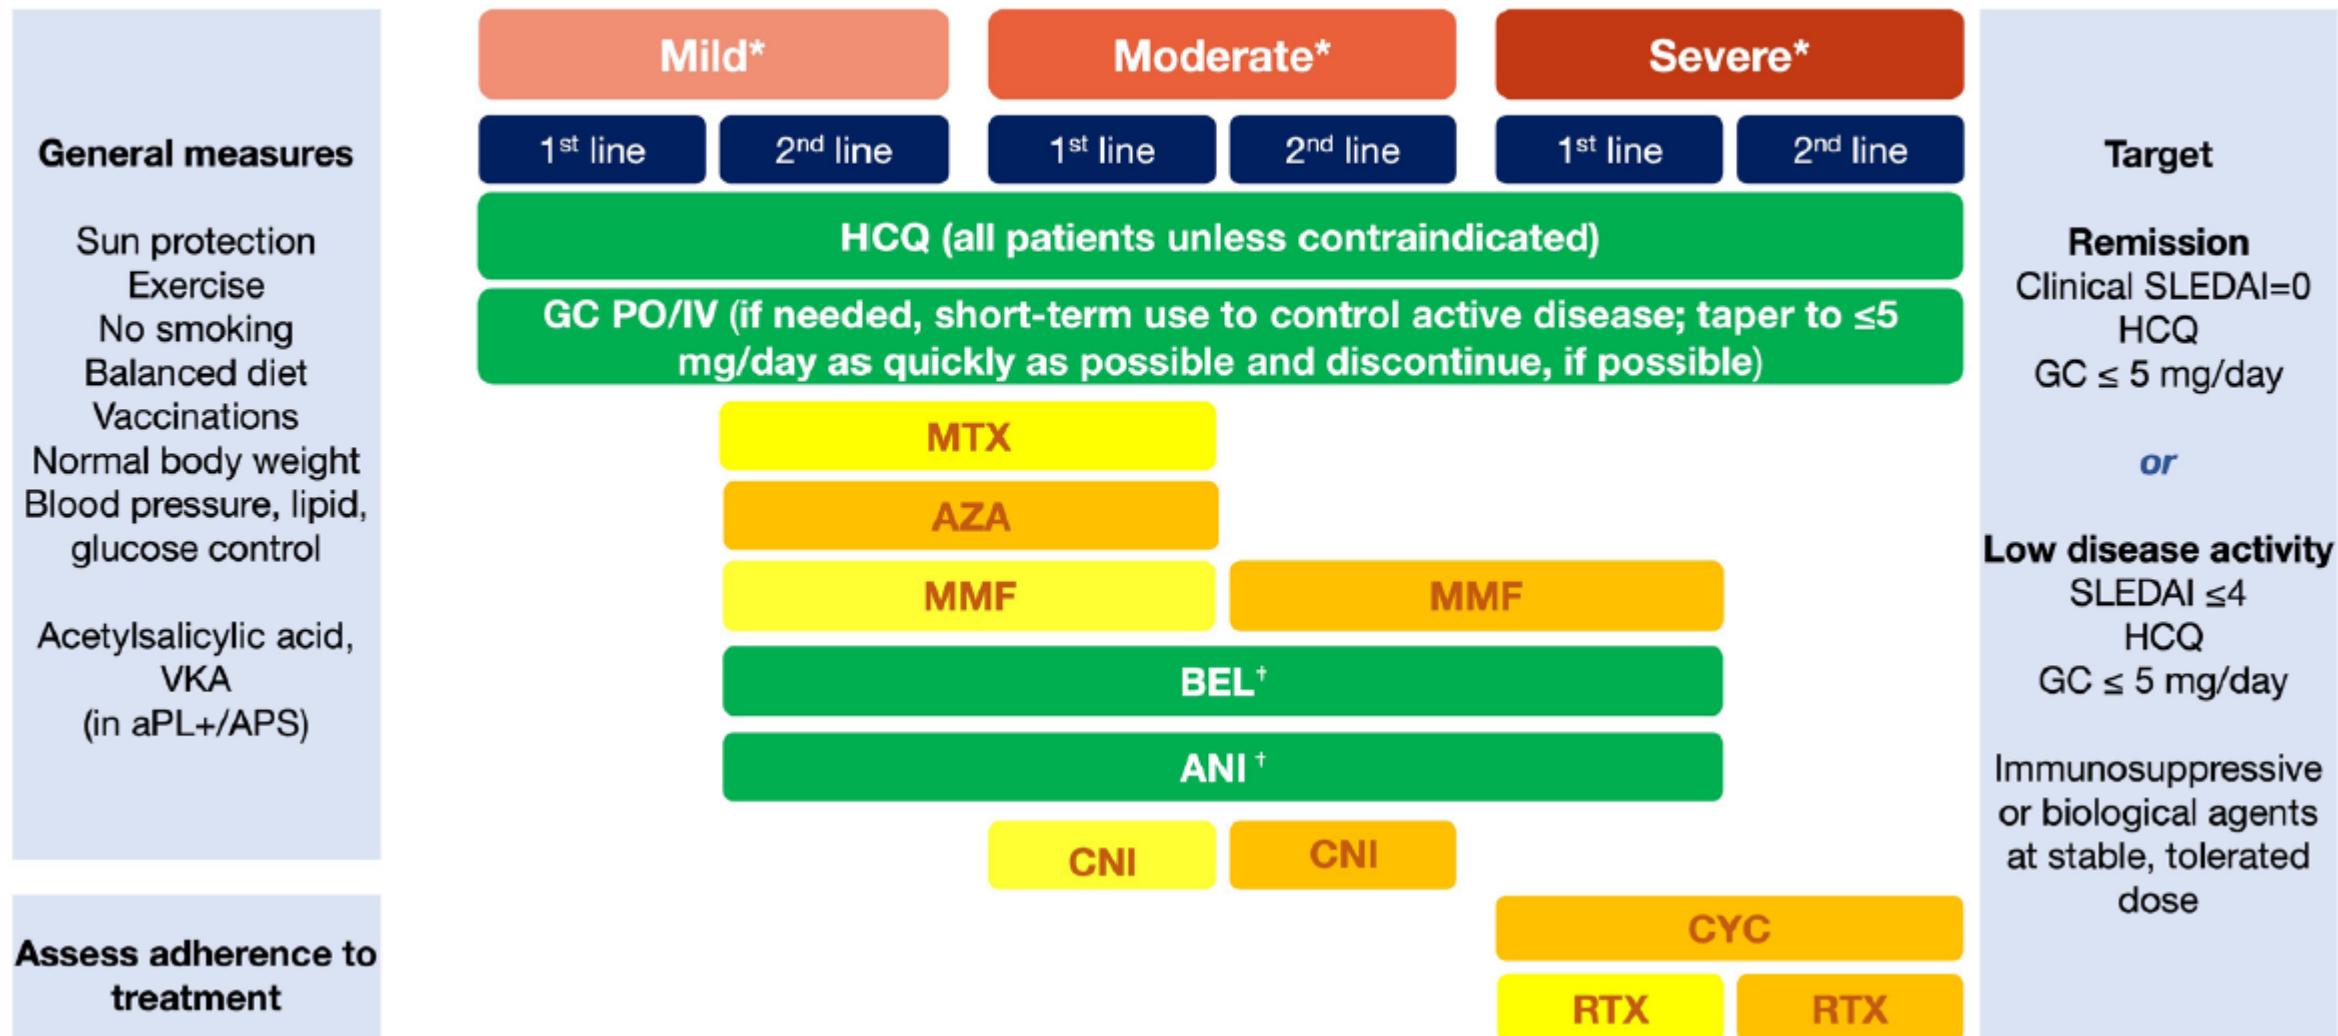 General measures
Sun protection
Exercise
No smoking
Balanced diet
Vaccinations
Normal body weight
Blood pressure, lipid,
glucose control
Acetylsalicylic acid,
VKA
(in aPL+/APS)
Assess adherence to
treatment
Mild*
Moderate*
Severe*
1st line
2nd line
1st line
2nd line
1st line
2nd line
HCQ (all patients unless contraindicated)
GC PO/IV (if needed, short-term use to control active disease; taper to ≤5
mg/day as quickly as possible and discontinue, if possible)
MTX
AZA
MMF
MMF
BEL†
ANI †
CNI
CNI
CYC
RTX
RTX
Target
Remission
Clinical SLEDAI=0
HCQ
GC ≤ 5 mg/day
or
Low disease activity
SLEDAI ≤4
HCQ
GC ≤ 5 mg/day
Immunosuppressive
or biological agents
at stable, tolerated
dose